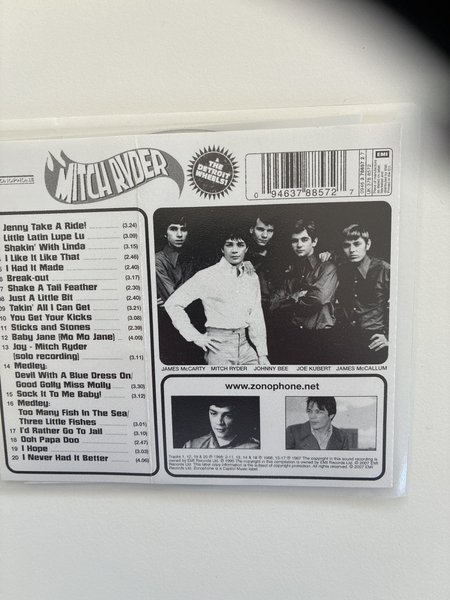 MITCH RYDER
& THE DETROIT WHEELS
EMI
0 94637 88572 7
Jenny Take A Ride! (3.24)
Little Latin Lupe Lu (3.09)
Shakin' With Linda (3.15)
I Like It Like That (2.46)
I Had It Made (2.40)
Break-out (3.17)
07 Shake A Tail Feather (2.30)
08 Just A Little Bit (2.40)
09 Takin' All I Can Get (3.21)
10 You Get Your Kicks (3.08)
11 Sticks and Stones (2.39)
12 Baby Jane (Mo Mo Jane) (4.00)
13 Joy - Mitch Ryder
(solo recording) (3.11)
14 Medley:
Devil With A Blue Dress On/
Good Golly Miss Molly (3.30)
15 Sock It To Me Baby! (3.12)
16 Medley:
Too Many Fish In The Sea/
Three Little Fishes (3.01)
17 I'd Rather Go To Jail (3.10)
18 Ooh Papa Doo (2.47)
19 I Hope (3.03)
20 I Never Had It Better (4.56)
JAMES McCARTY MITCH RYDER JOHNNY BEE JOE KUBERT JAMES McCALLUM
www.zonophone.net